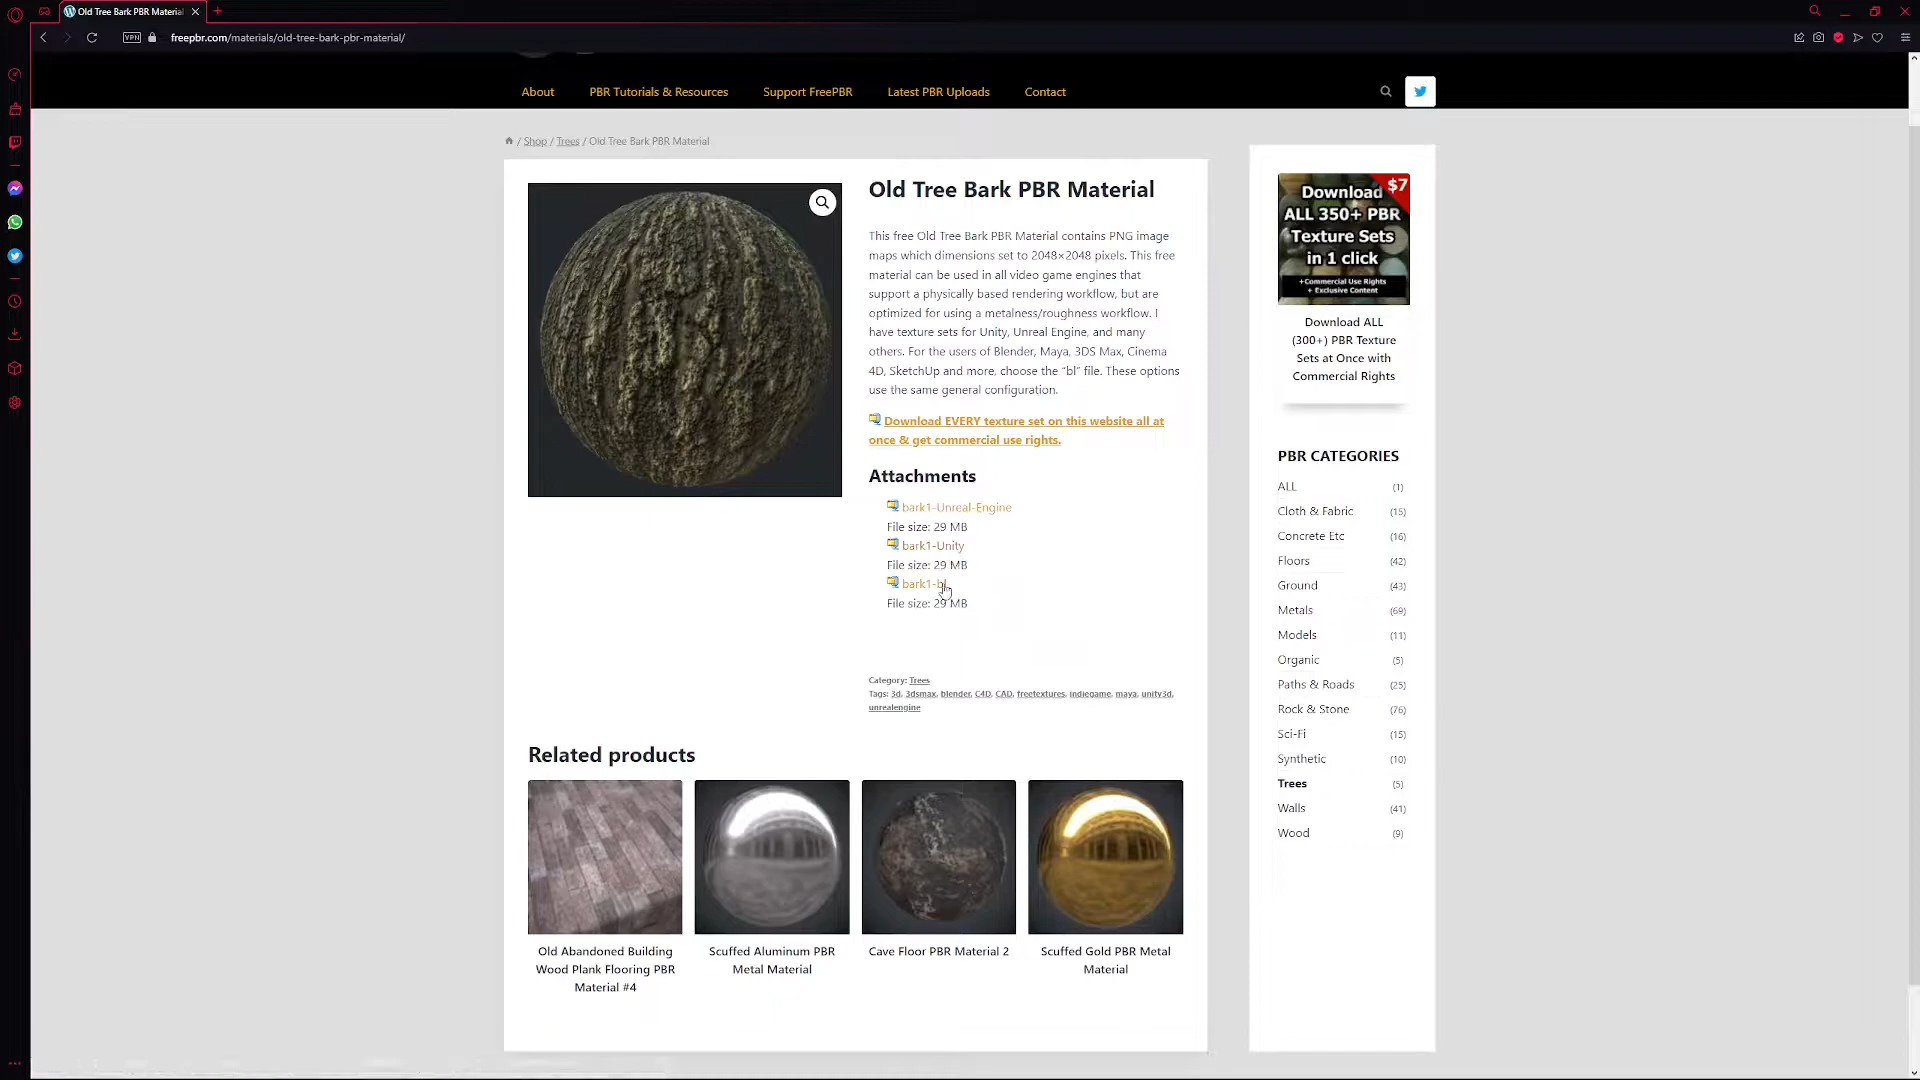 Old Tree Bark PBR Material
VPN
freepbr.com/materials/old-tree-bark-pbr-material/
About
PBR Tutorials & Resources
Support FreePBR
Latest PBR Uploads
Contact
/ Shop / Trees / Old Tree Bark PBR Material
Old Tree Bark PBR Material
This free Old Tree Bark PBR Material contains PNG image
maps which dimensions set to 2048×2048 pixels. This free
material can be used in all video game engines that
support a physically based rendering workflow, but are
optimized for using a metalness/roughness workflow. I
have texture sets for Unity, Unreal Engine, and many
others. For the users of Blender, Maya, 3DS Max, Cinema
4D, SketchUp and more, choose the “bl” file. These options
use the same general configuration.
Download EVERY texture set on this website all at
once & get commercial use rights.
Attachments
bark1-Unreal-Engine
File size: 29 MB
bark1-Unity
File size: 29 MB
bark1-bl
File size: 29 MB
Category: Trees
Tags: 3d, 3dsmax, blender, C4D, CAD, freetextures, indiegame, maya, unity3d,
unrealengine
Related products
Old Abandoned Building
Wood Plank Flooring PBR
Material #4
Scuffed Aluminum PBR
Metal Material
Cave Floor PBR Material 2
Scuffed Gold PBR Metal
Material
$7
Download
ALL 350+ PBR
Texture Sets
in 1 click
+Commercial Use Rights
+ Exclusive Content
Download ALL
(300+) PBR Texture
Sets at Once with
Commercial Rights
PBR CATEGORIES
ALL (1)
Cloth & Fabric (15)
Concrete Etc (16)
Floors (42)
Ground (43)
Metals (69)
Models (11)
Organic (5)
Paths & Roads (25)
Rock & Stone (76)
Sci-Fi (15)
Synthetic (10)
Trees (5)
Walls (41)
Wood (9)